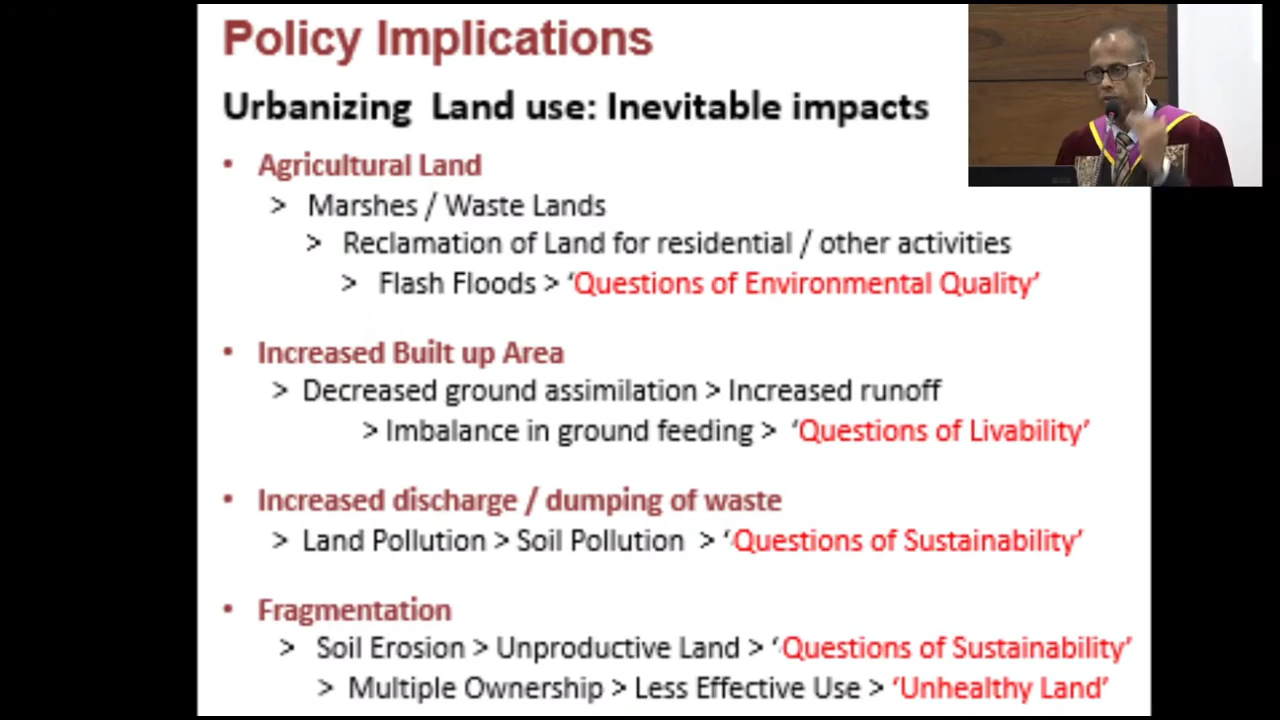 Policy Implications
Urbanizing Land use: Inevitable impacts
• Agricultural Land
> Marshes / Waste Lands
> Reclamation of Land for residential / other activities
> Flash Floods > ‘Questions of Environmental Quality’
• Increased Built up Area
> Decreased ground assimilation > Increased runoff
> Imbalance in ground feeding > ‘Questions of Livability’
• Increased discharge / dumping of waste
> Land Pollution > Soil Pollution > ‘Questions of Sustainability’
• Fragmentation
> Soil Erosion > Unproductive Land > ‘Questions of Sustainability’
> Multiple Ownership > Less Effective Use > ‘Unhealthy Land’